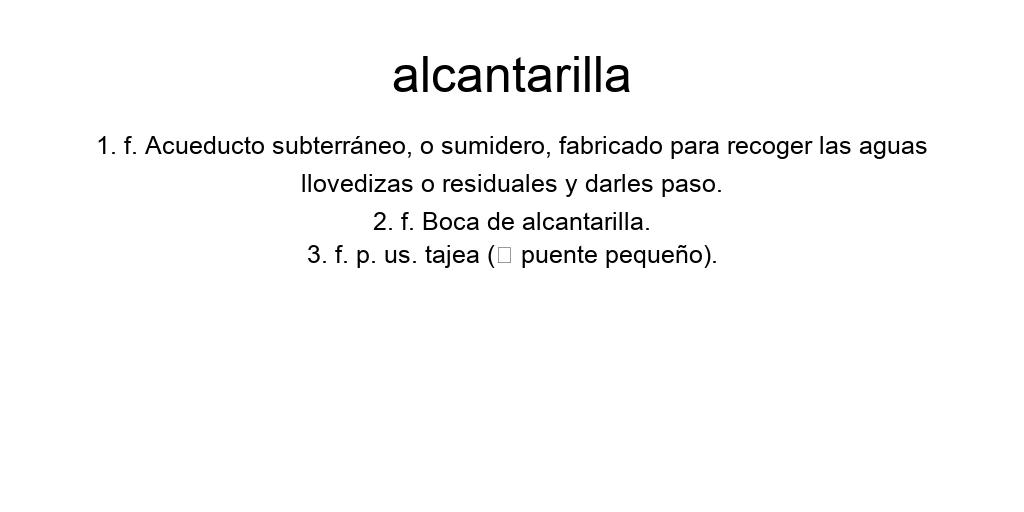 alcantarilla
1. f. Acueducto subterráneo, o sumidero, fabricado para recoger las aguas
llovedizas o residuales y darles paso.
2. f. Boca de alcantarilla.
3. f. p. us. tajea (□ puente pequeño).